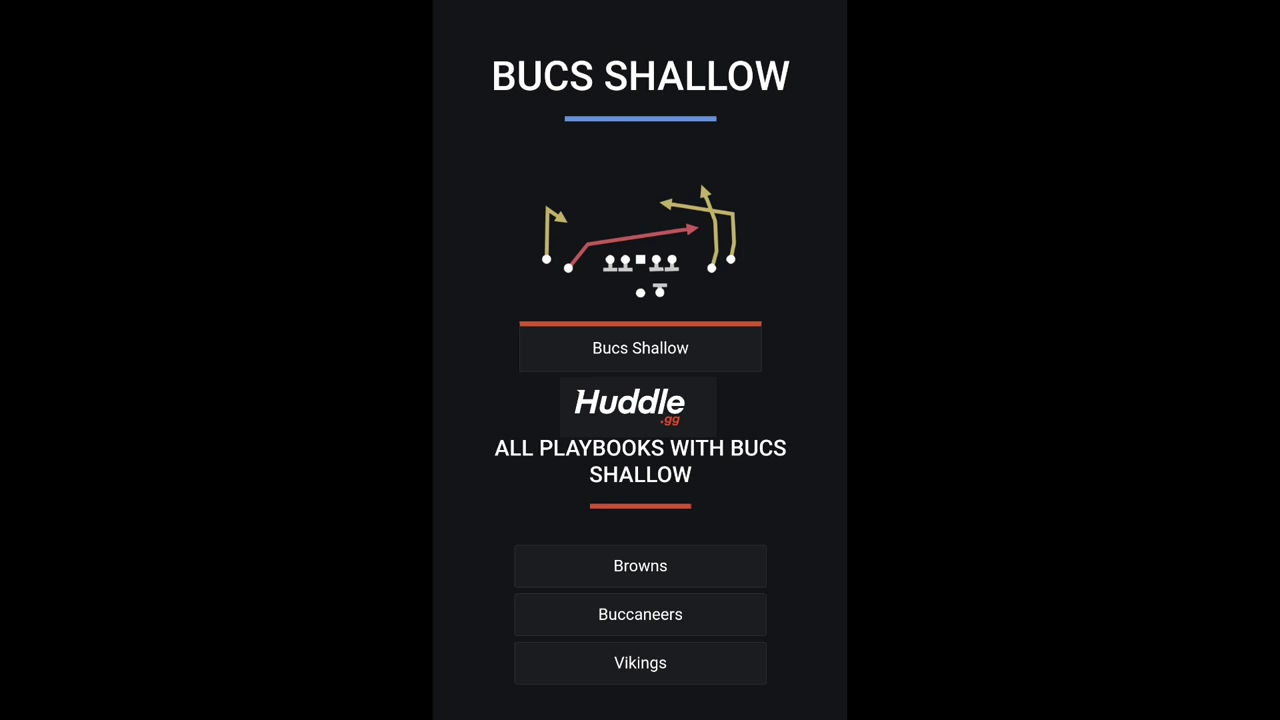 BUCS SHALLOW
Bucs Shallow
Huddle
.gg
ALL PLAYBOOKS WITH BUCS
SHALLOW
Browns
Buccaneers
Vikings